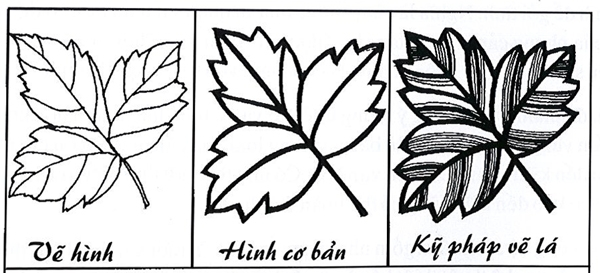 Vẽ hình
Hình cơ bản
Kỹ pháp vẽ lá